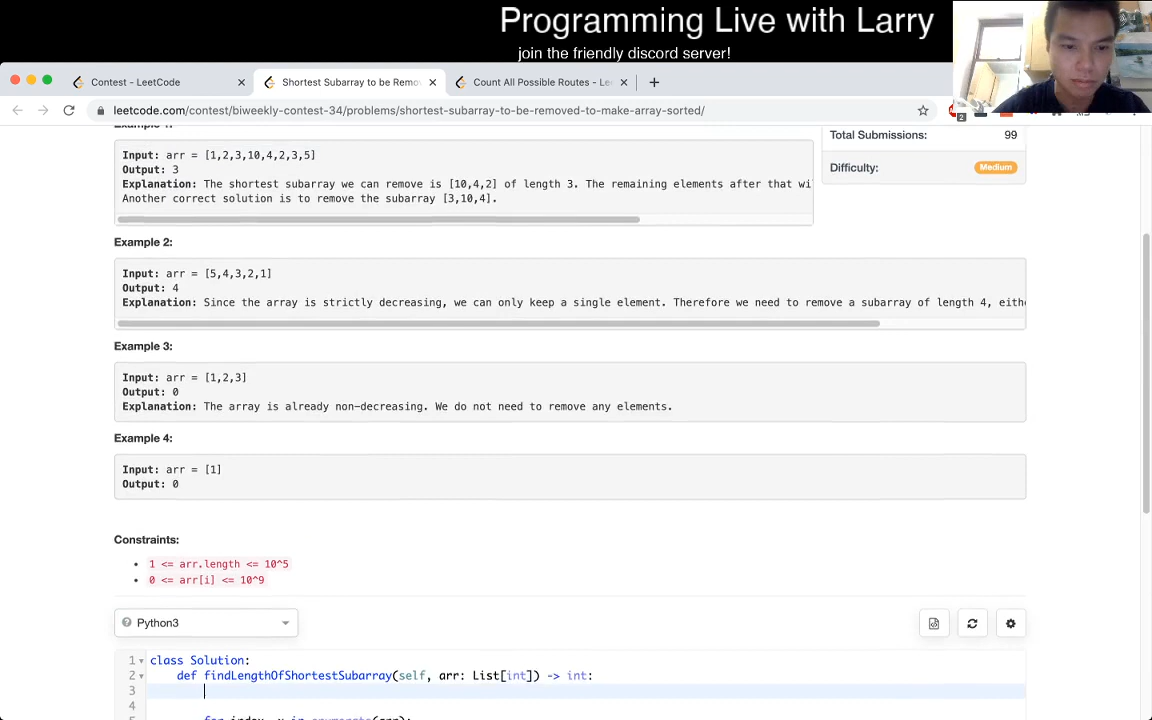 Programming Live with Larry
join the friendly discord server!
Contest - LeetCode
Shortest Subarray to be Remo
Count All Possible Routes - Le
leetcode.com/contest/biweekly-contest-34/problems/shortest-subarray-to-be-removed-to-make-array-sorted/
2
Total Submissions: 99
Difficulty: Medium
Input: arr = [1,2,3,10,4,2,3,5]
Output: 3
Explanation: The shortest subarray we can remove is [10,4,2] of length 3. The remaining elements after that wi
Another correct solution is to remove the subarray [3,10,4].
Example 2:
Input: arr = [5,4,3,2,1]
Output: 4
Explanation: Since the array is strictly decreasing, we can only keep a single element. Therefore we need to remove a subarray of length 4, eithe
Example 3:
Input: arr = [1,2,3]
Output: 0
Explanation: The array is already non-decreasing. We do not need to remove any elements.
Example 4:
Input: arr = [1]
Output: 0
Constraints:
1 <= arr.length <= 10^5
0 <= arr[i] <= 10^9
Python3
1 class Solution:
2 def findLengthOfShortestSubarray(self, arr: List[int]) -> int:
3
4